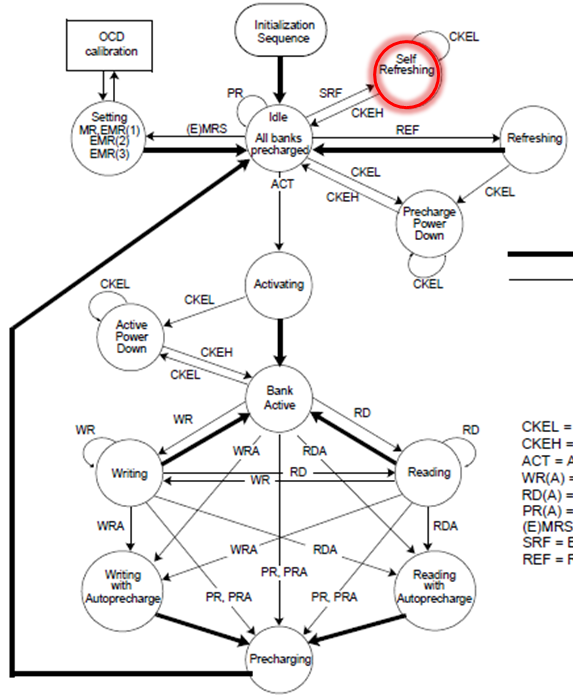 Initialization
Sequence
OCD
calibration
CKEL
Self
Refreshing
SRF
PR
CKEH
Setting
MR,EMR(1)
EMR(2)
EMR(3)
(E)MRS
Idle
All banks
precharged
REF
Refreshing
CKEL
CKEH
CKEL
ACT
Precharge
Power
Down
CKEL
Activating
CKEL
CKEL
Active
Power
Down
CKEH
CKEL
Bank
Active
WR
RD
WR
WRA
RDA
RD
Writing
RD
WR
Reading
WRA
RDA
WRA
RDA
Writing
with
Autoprecharge
PR, PRA
PR, PRA
PR, PRA
Reading
with
Autoprecharge
Precharging
CKEL =
CKEH =
ACT = A
WR(A) =
RD(A) =
PR(A) =
(E)MRS
SRF = E
REF = F